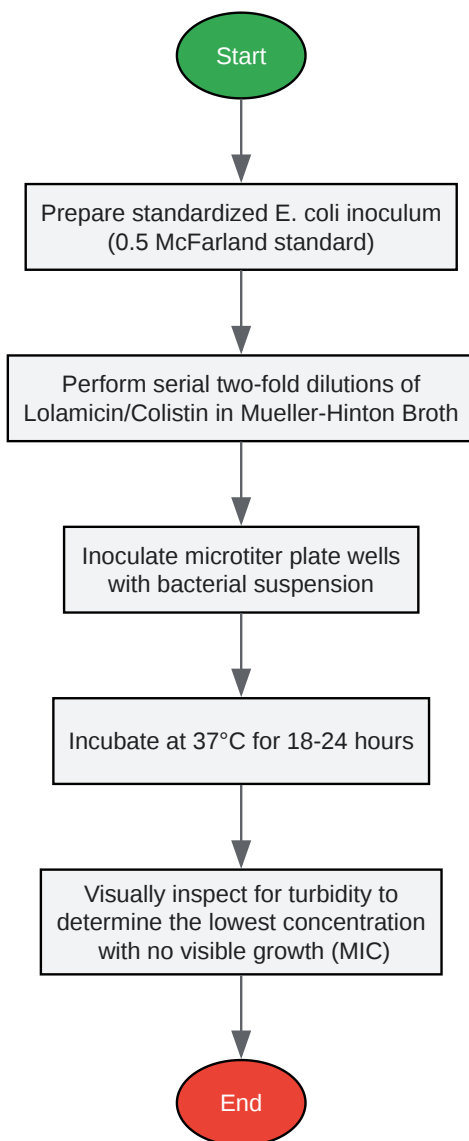 Start
Prepare standardized E. coli inoculum
(0.5 McFarland standard)
Perform serial two-fold dilutions of
Lolamicin/Colistin in Mueller-Hinton Broth
Inoculate microtiter plate wells
with bacterial suspension
Incubate at 37°C for 18-24 hours
Visually inspect for turbidity to
determine the lowest concentration
with no visible growth (MIC)
End